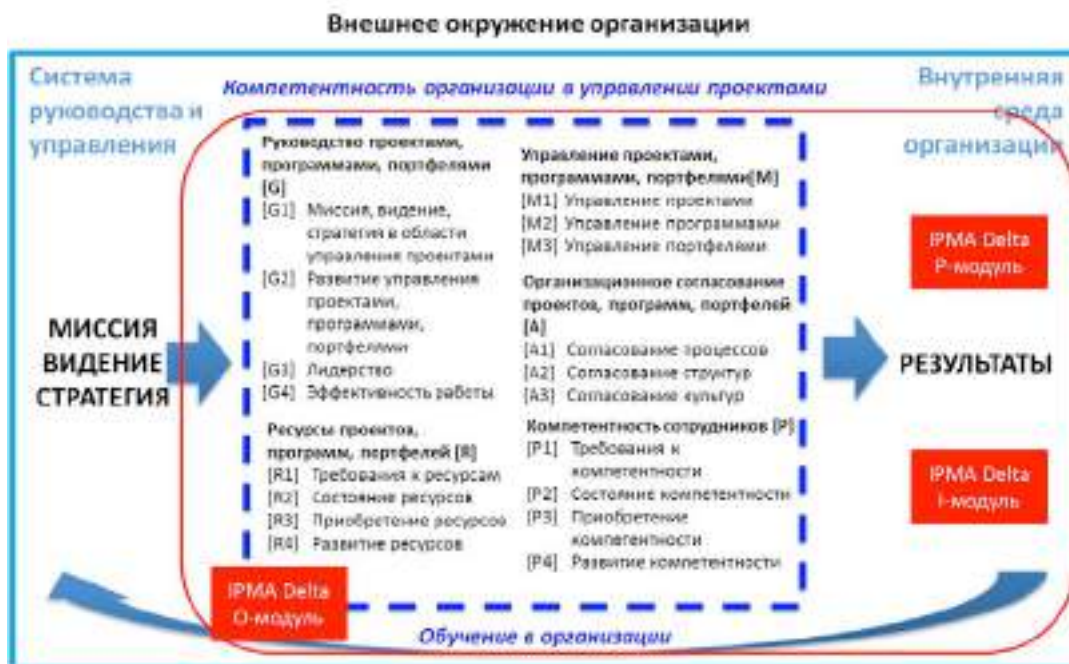 Внешнее окружение организации
Система
руководства и
управления
Компетентность организации в управлении проектами
Внутренняя
среда
организации
Руководство проектами,
программами, портфелями
[G]
[G1] Миссия, видение,
стратегия в области
управления проектами
[G2] Развитие управления
проектами,
программами,
портфелями
[G3] Лидерство
[G4] Эффективность работы
Ресурсы проектов,
программ, портфелей [R]
[R1] Требования к ресурсам
[R2] Состояние ресурсов
[R3] Приобретение ресурсов
[R4] Развитие ресурсов
Управление проектами,
программами, портфелями[M]
[M1] Управление проектами
[M2] Управление программами
[M3] Управление портфелями
Организационное согласование
проектов, программ, портфелей
[A]
[A1] Согласование процессов
[A2] Согласование структур
[A3] Согласование культур
Компетентность сотрудников [P]
[P1] Требования к
компетентности
[P2] Состояние компетентности
[P3] Приобретение
компетентности
[P4] Развитие компетентности
МИССИЯ
ВИДЕНИЕ
СТРАТЕГИЯ
IPMA Delta
P-модуль
РЕЗУЛЬТАТЫ
IPMA Delta
I-модуль
IPMA Delta
O-модуль
Обучение в организации